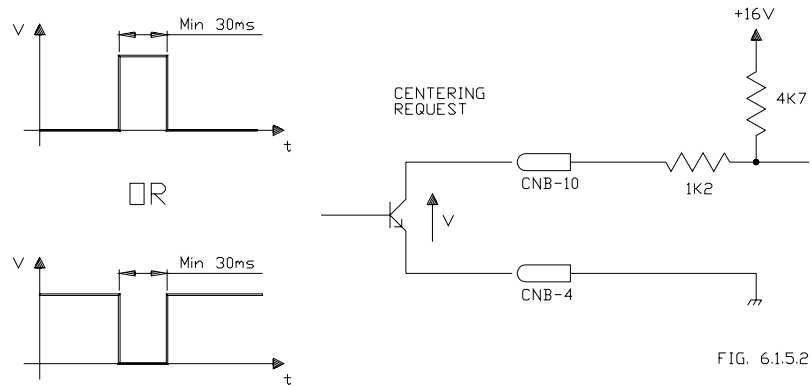 V
Min 30ms
t
OR
V
Min 30ms
t
CENTERING
REQUEST
+16V
4K7
CNB-10
1K2
V
CNB-4
FIG. 6.1.5.2